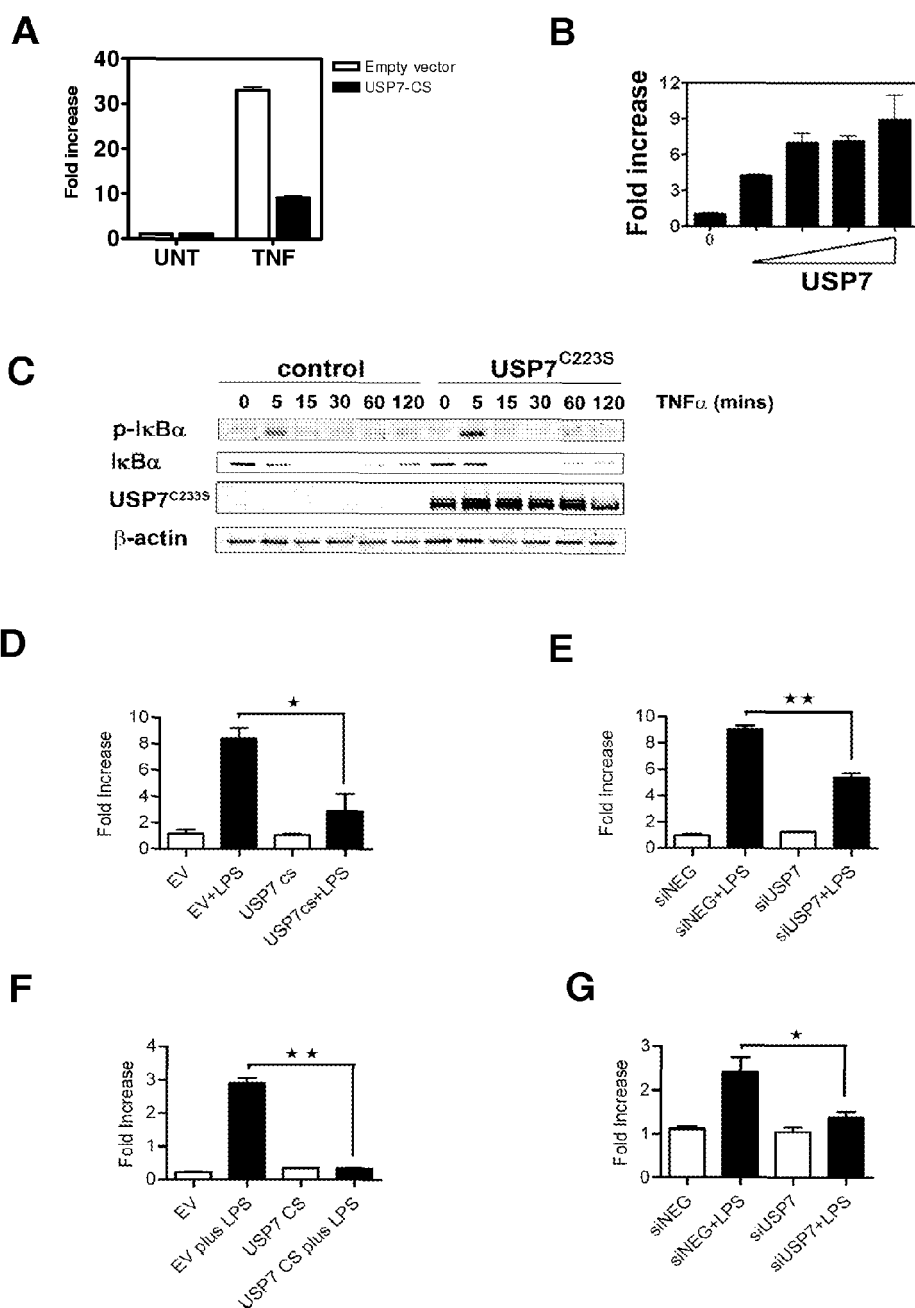 A
40
30
20
10
0
Fold increase
UNT
TNF
Empty vector
USP7-CS
B
12
9
6
3
0
Fold increase
0
USP7
C
control
USP7C223S
0 5 15 30 60 120 0 5 15 30 60 120
TNFα (mins)
p-IκBα
IκBα
USP7C233S
β-actin
D
10
8
6
4
2
0
Fold Increase
★
EV
EV+LPS
USP7 cs
USP7cs+LPS
E
10
8
6
4
2
0
Fold Increase
★ ★
siNEG
siNEG+LPS
siUSP7
siUSP7+LPS
F
4
3
2
1
0
Fold Increase
★ ★
EV
EV plus LPS
USP7 CS
USP7 CS plus LPS
G
3
2
1
0
Fold Increase
★
siNEG
siNEG+LPS
siUSP7
siUSP7+LPS